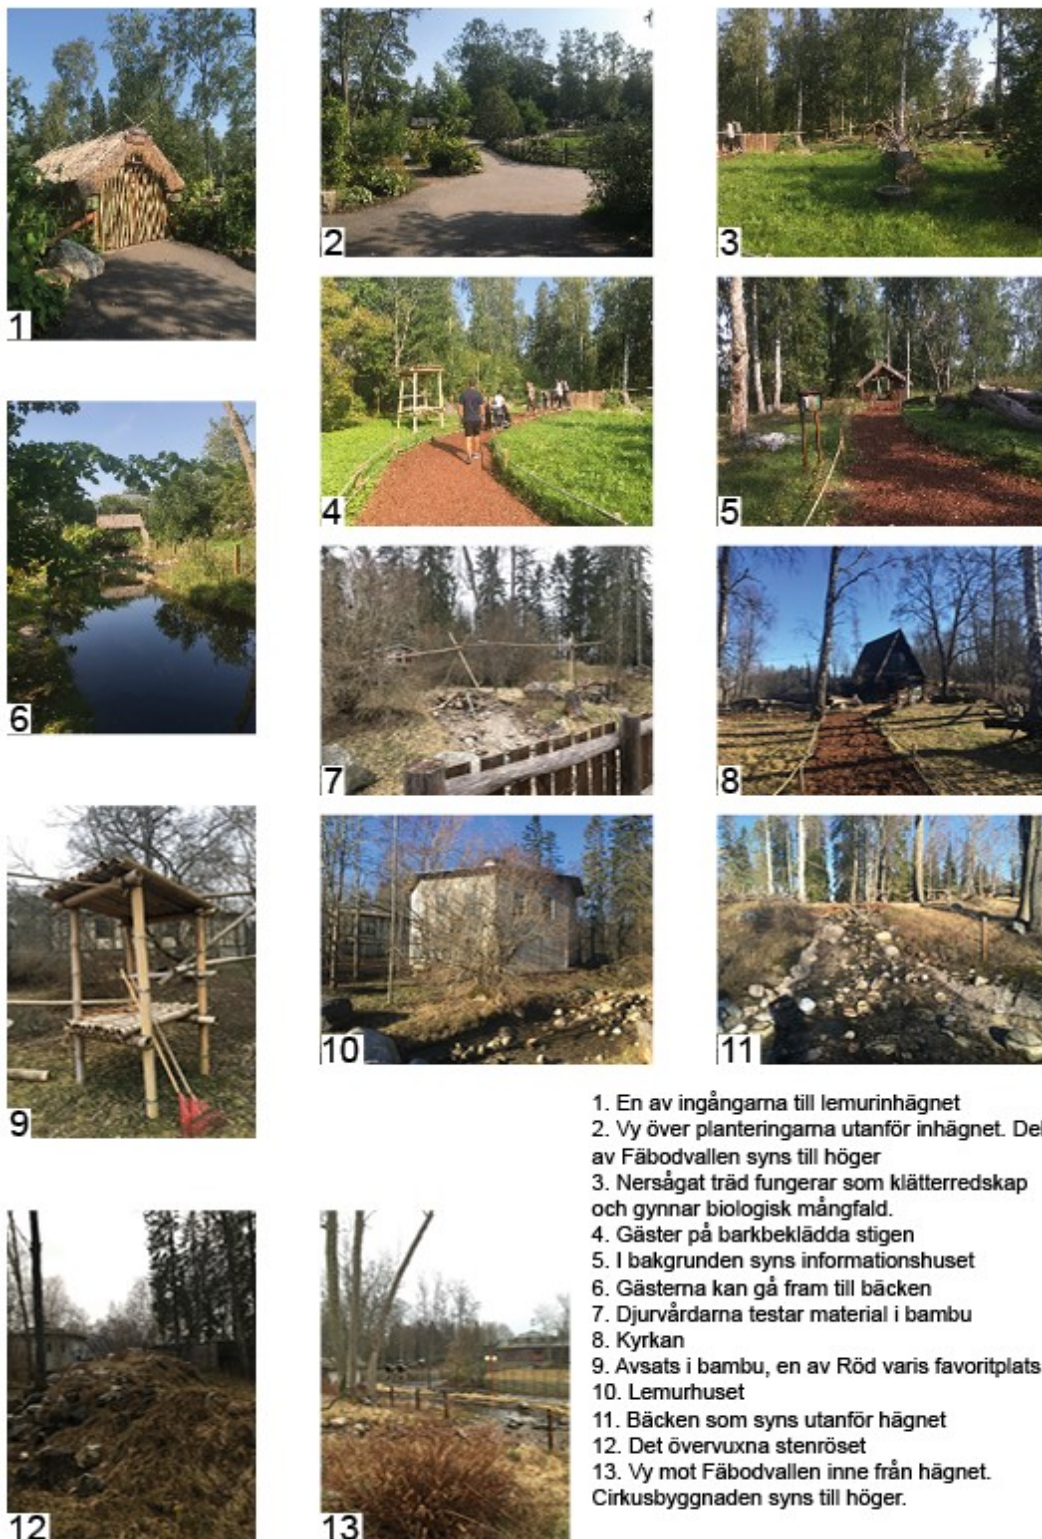 1
2
3
4
5
6
7
8
9
10
11
12
13
1. En av ingångarna till lemurinhägnet
2. Vy över planteringarna utanför inhägnet. Del
av Fäbodvallen syns till höger
3. Nersågat träd fungerar som klätterredskap
och gynnar biologisk mångfald.
4. Gäster på barkbeklädda stigen
5. I bakgrunden syns informationshuset
6. Gästerna kan gå fram till bäcken
7. Djurvårdarna testar material i bambu
8. Kyrkan
9. Avsats i bambu, en av Röd varis favoritplats
10. Lemurhuset
11. Bäcken som syns utanför hägnet
12. Det övervuxna stenröset
13. Vy mot Fäbodvallen inne från hägnet.
Cirkusbyggnaden syns till höger.